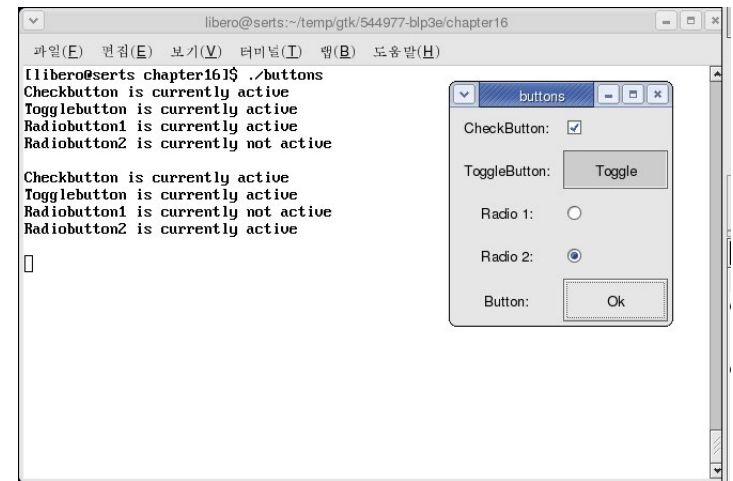 libero@serts:~/temp/gtk/544977-blp3e/chapter16
파일(F) 편집(E) 보기(V) 터미널(T) 탭(B) 도움말(H)
[libero@serts chapter16]$ ./buttons
Checkbutton is currently active
Togglebutton is currently active
Radiobutton1 is currently active
Radiobutton2 is currently not active
Checkbutton is currently active
Togglebutton is currently active
Radiobutton1 is currently not active
Radiobutton2 is currently active
buttons
CheckButton:
ToggleButton: Toggle
Radio 1:
Radio 2:
Button: Ok